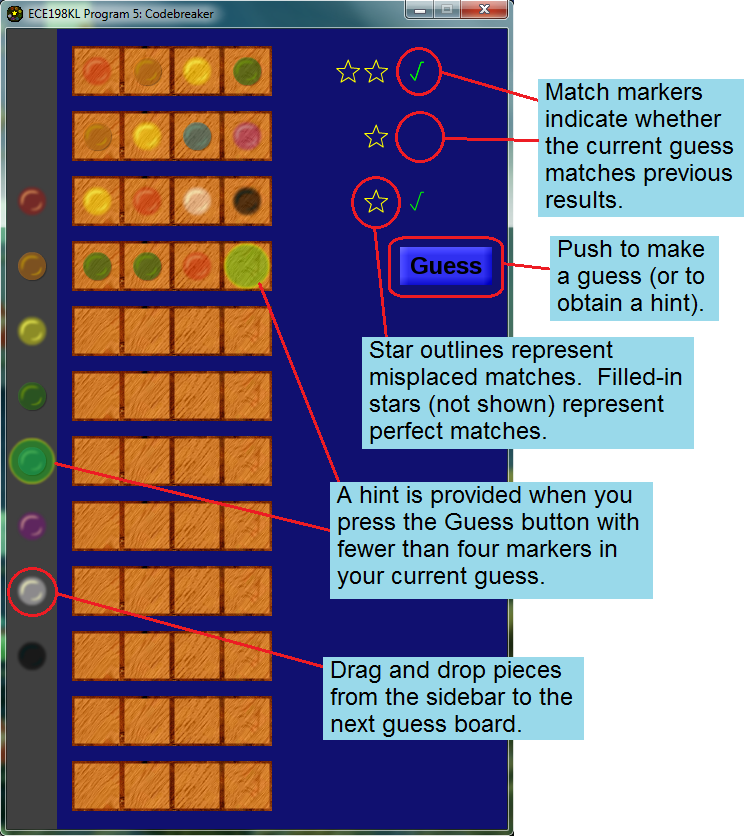 ECE198KL Program 5: Codebreaker
Match markers
indicate whether
the current guess
matches previous
results.
Guess
Push to make
a guess (or to
obtain a hint).
Star outlines represent
misplaced matches.  Filled-in
stars (not shown) represent
perfect matches.
A hint is provided when you
press the Guess button with
fewer than four markers in
your current guess.
Drag and drop pieces
from the sidebar to the
next guess board.